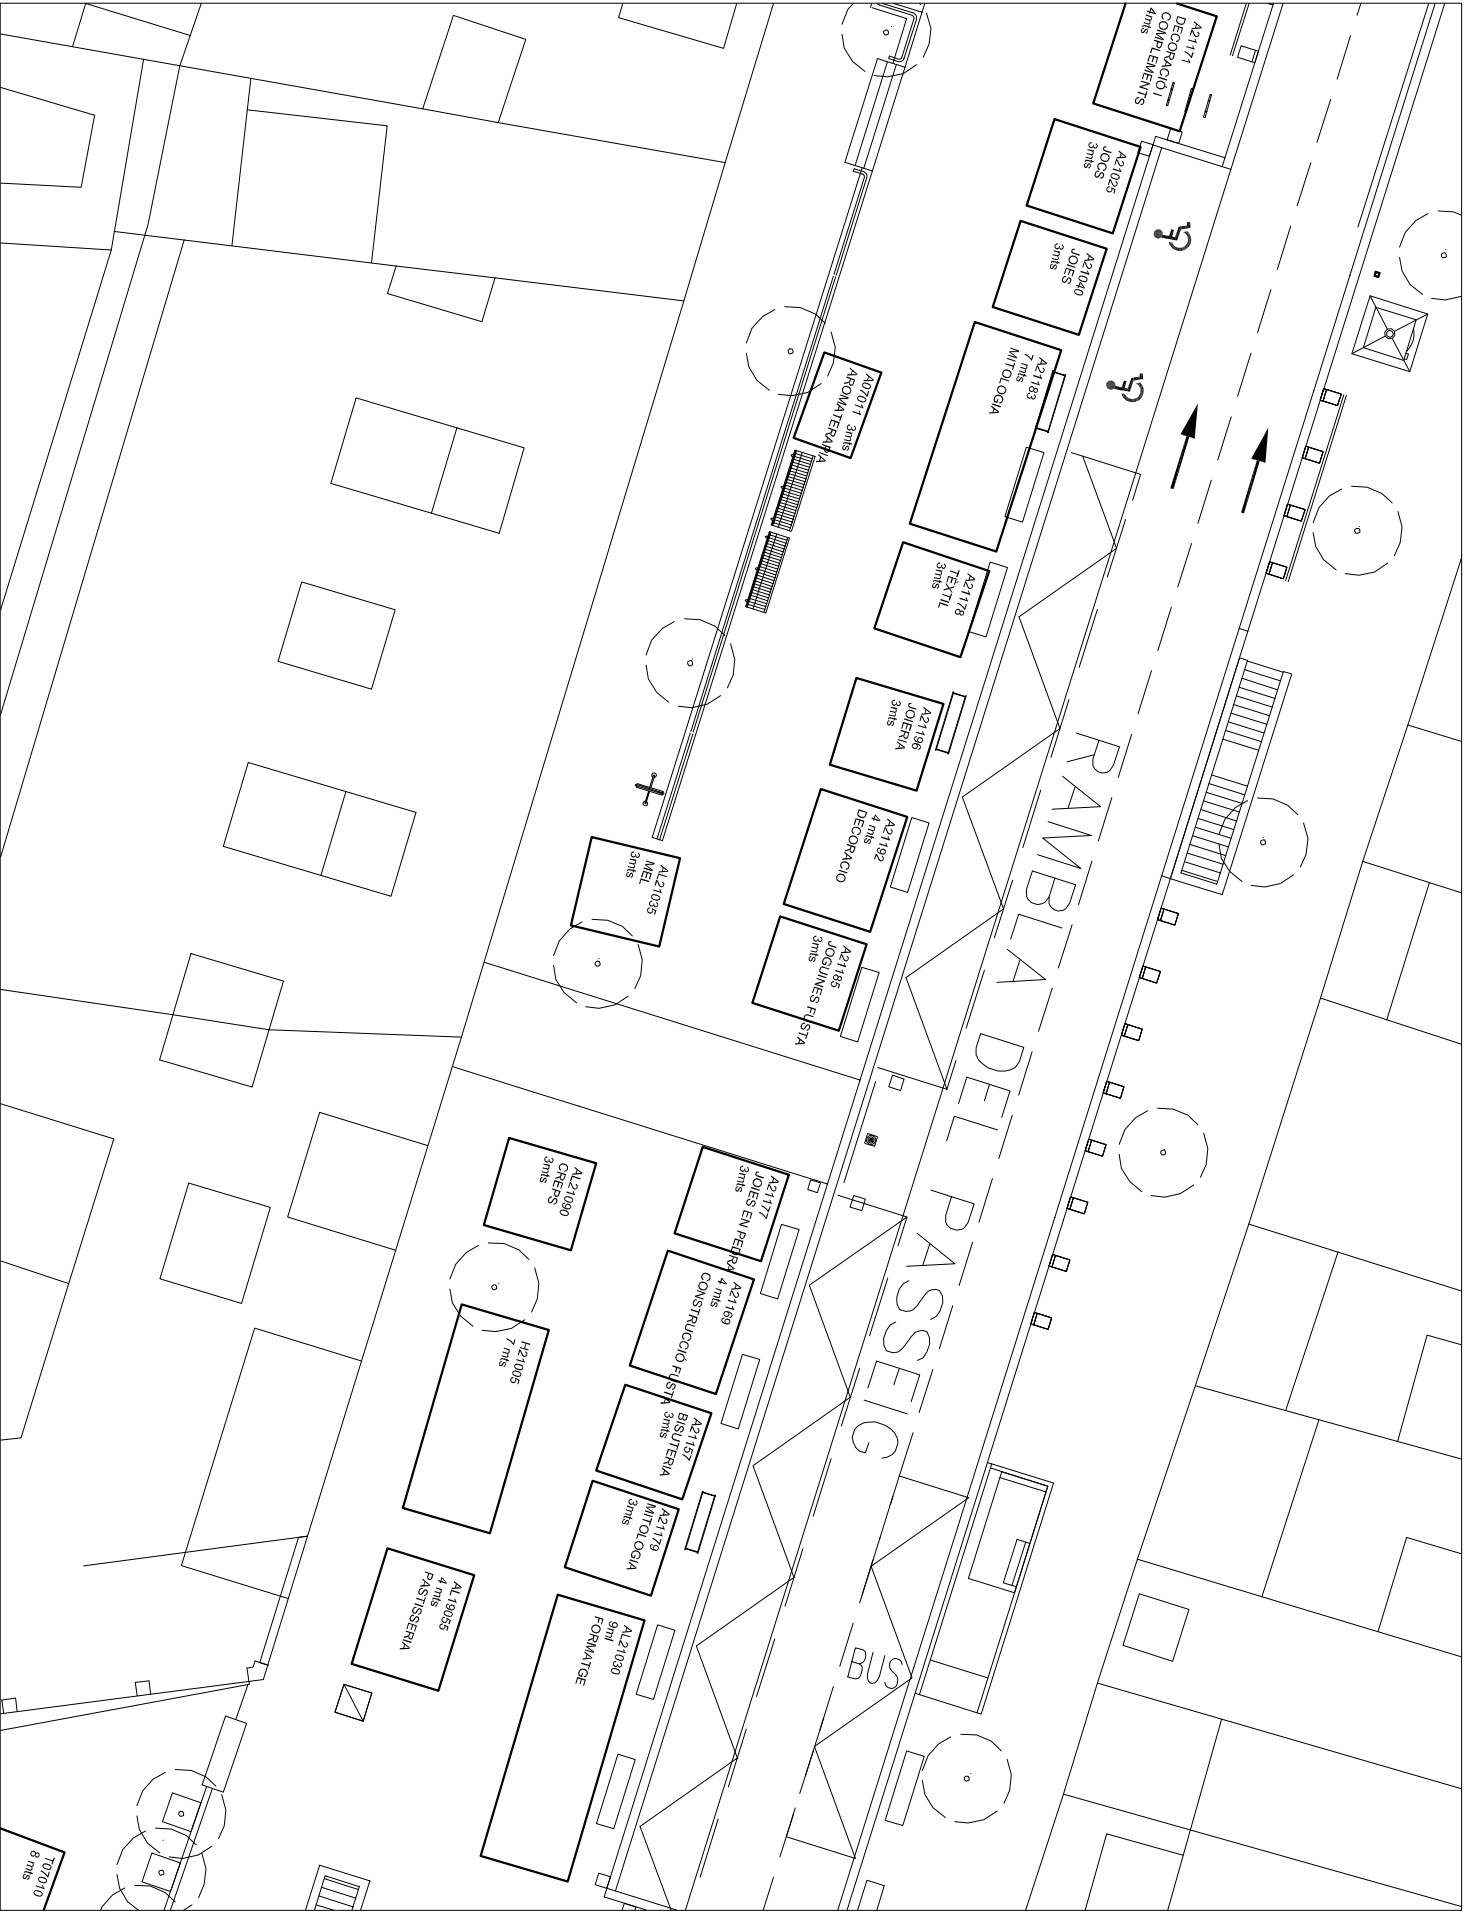 A21171
DECORACIÓ I
COMPLEMENTS
4mts
A21025
JOCS
3mts
A21040
JOIES
3mts
A21183
7 mts
MITOLOGIA
A07011 3mts
AROMATERAPIA
A21178
TÈXTIL
3mts
A21196
JOIERIA
3mts
A21192
4 mts
DECORACIO
A21185
JOGUINES FUSTA
3mts
AL21035
MEL
3mts
RAMBLA DEL PASSEIG
AL21090
CREPS
3mts
A21177
JOIES EN PEDRA
3mts
A21169
4 mts
CONSTRUCCIÓ FUSTA
H21005
7 mts
A21157
BISUTERIA
3mts
A21179
MITOLOGIA
3mts
AL19055
4 mts
PASTISSERIA
AL21030
9ml
FORMATGE
BUS
T07010
8 mts